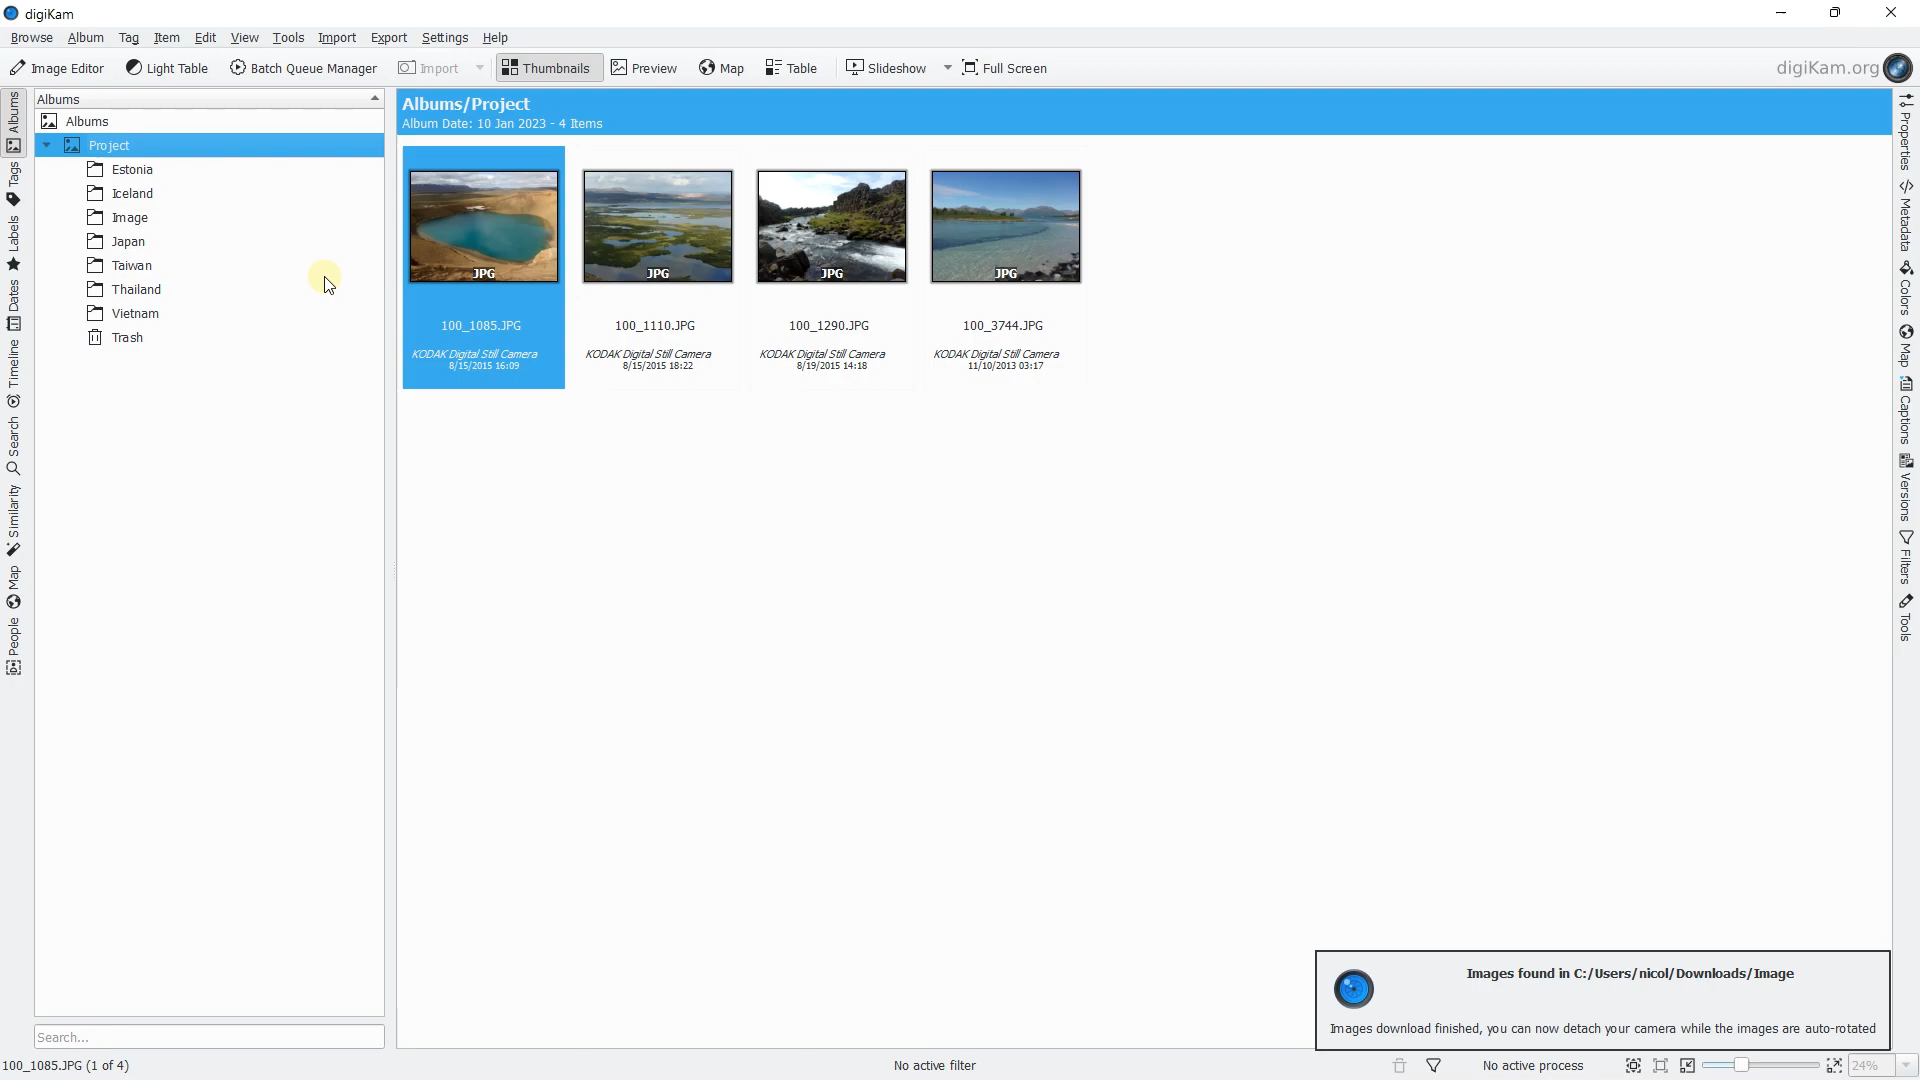 digiKam
Browse Album Tag Item Edit View Tools Import Export Settings Help
Image Editor Light Table Batch Queue Manager Import Thumbnails Preview Map Table Slideshow Full Screen digiKam.org
Albums
Albums
Project
Estonia
Iceland
Image
Japan
Taiwan
Thailand
Vietnam
Trash
Search...
Albums
Tags
Labels
Dates
Timeline
Search
Similarity
Map
People
Albums/Project
Album Date: 10 Jan 2023 - 4 Items
JPG JPG JPG JPG
100_1085.JPG 100_1110.JPG 100_1290.JPG 100_3744.JPG
KODAK Digital Still Camera KODAK Digital Still Camera KODAK Digital Still Camera KODAK Digital Still Camera
8/15/2015 16:09 8/15/2015 18:22 8/19/2015 14:18 11/10/2013 03:17
Properties
Metadata
Colors
Map
Captions
Versions
Filters
Tools
Images found in C:/Users/nicol/Downloads/Image
Images download finished, you can now detach your camera while the images are auto-rotated
100_1085.JPG (1 of 4) No active filter No active process 24%